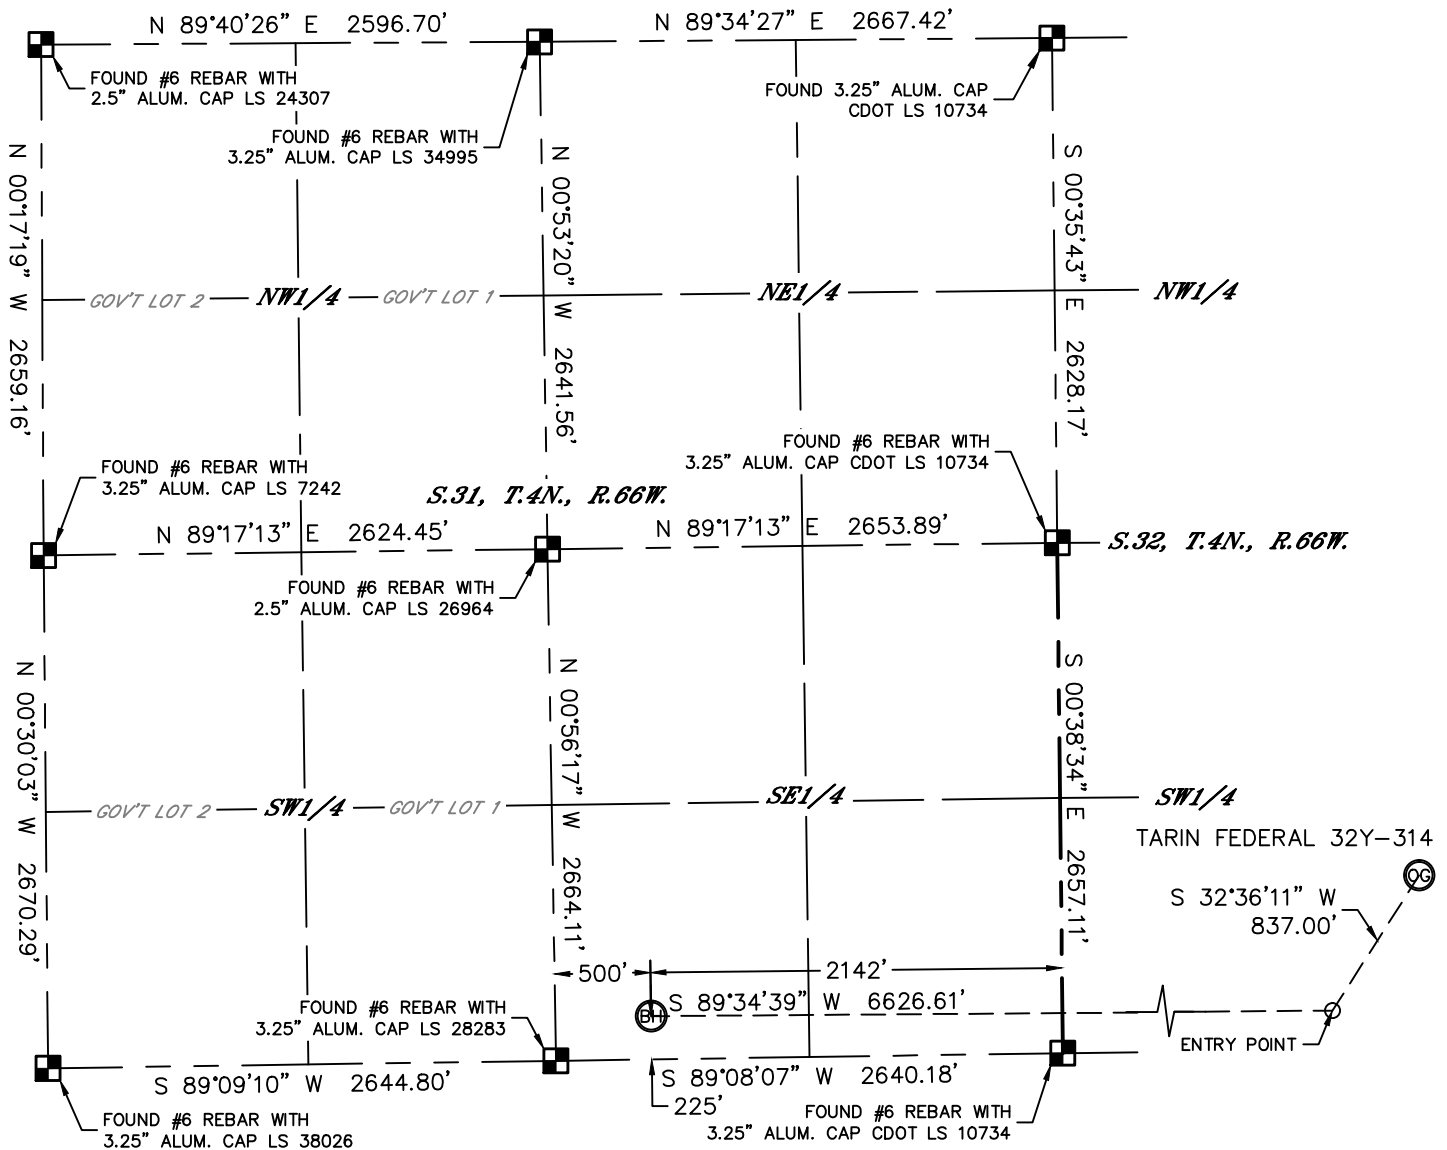 N 89°40'26" E 2596.70'
N 89°34'27" E 2667.42'
FOUND #6 REBAR WITH
2.5" ALUM. CAP LS 24307
FOUND 3.25" ALUM. CAP
CDOT LS 10734
FOUND #6 REBAR WITH
3.25" ALUM. CAP LS 34995
N 00°17'19" W 2659.16'
N 00°53'20" W 2641.56'
S 00°35'43" E 2628.17'
GOV'T LOT 2
NW1/4
GOV'T LOT 1
NE1/4
NW1/4
FOUND #6 REBAR WITH
3.25" ALUM. CAP CDOT LS 10734
FOUND #6 REBAR WITH
3.25" ALUM. CAP LS 7242
S.31, T.4N., R.66W.
N 89°17'13" E 2624.45'
N 89°17'13" E 2653.89'
S.32, T.4N., R.66W.
FOUND #6 REBAR WITH
2.5" ALUM. CAP LS 26964
N 00°30'03" W 2670.29'
N 00°56'17" W 2664.11'
S 00°38'34" E 2657.11'
GOV'T LOT 2
SW1/4
GOV'T LOT 1
SE1/4
SW1/4
TARIN FEDERAL 32Y-314
OG
S 32°36'11" W
837.00'
500'
2142'
S 89°34'39" W 6626.61'
BH
FOUND #6 REBAR WITH
3.25" ALUM. CAP LS 28283
ENTRY POINT
S 89°09'10" W 2644.80'
S 89°08'07" W 2640.18'
225'
FOUND #6 REBAR WITH
3.25" ALUM. CAP CDOT LS 10734
FOUND #6 REBAR WITH
3.25" ALUM. CAP LS 38026